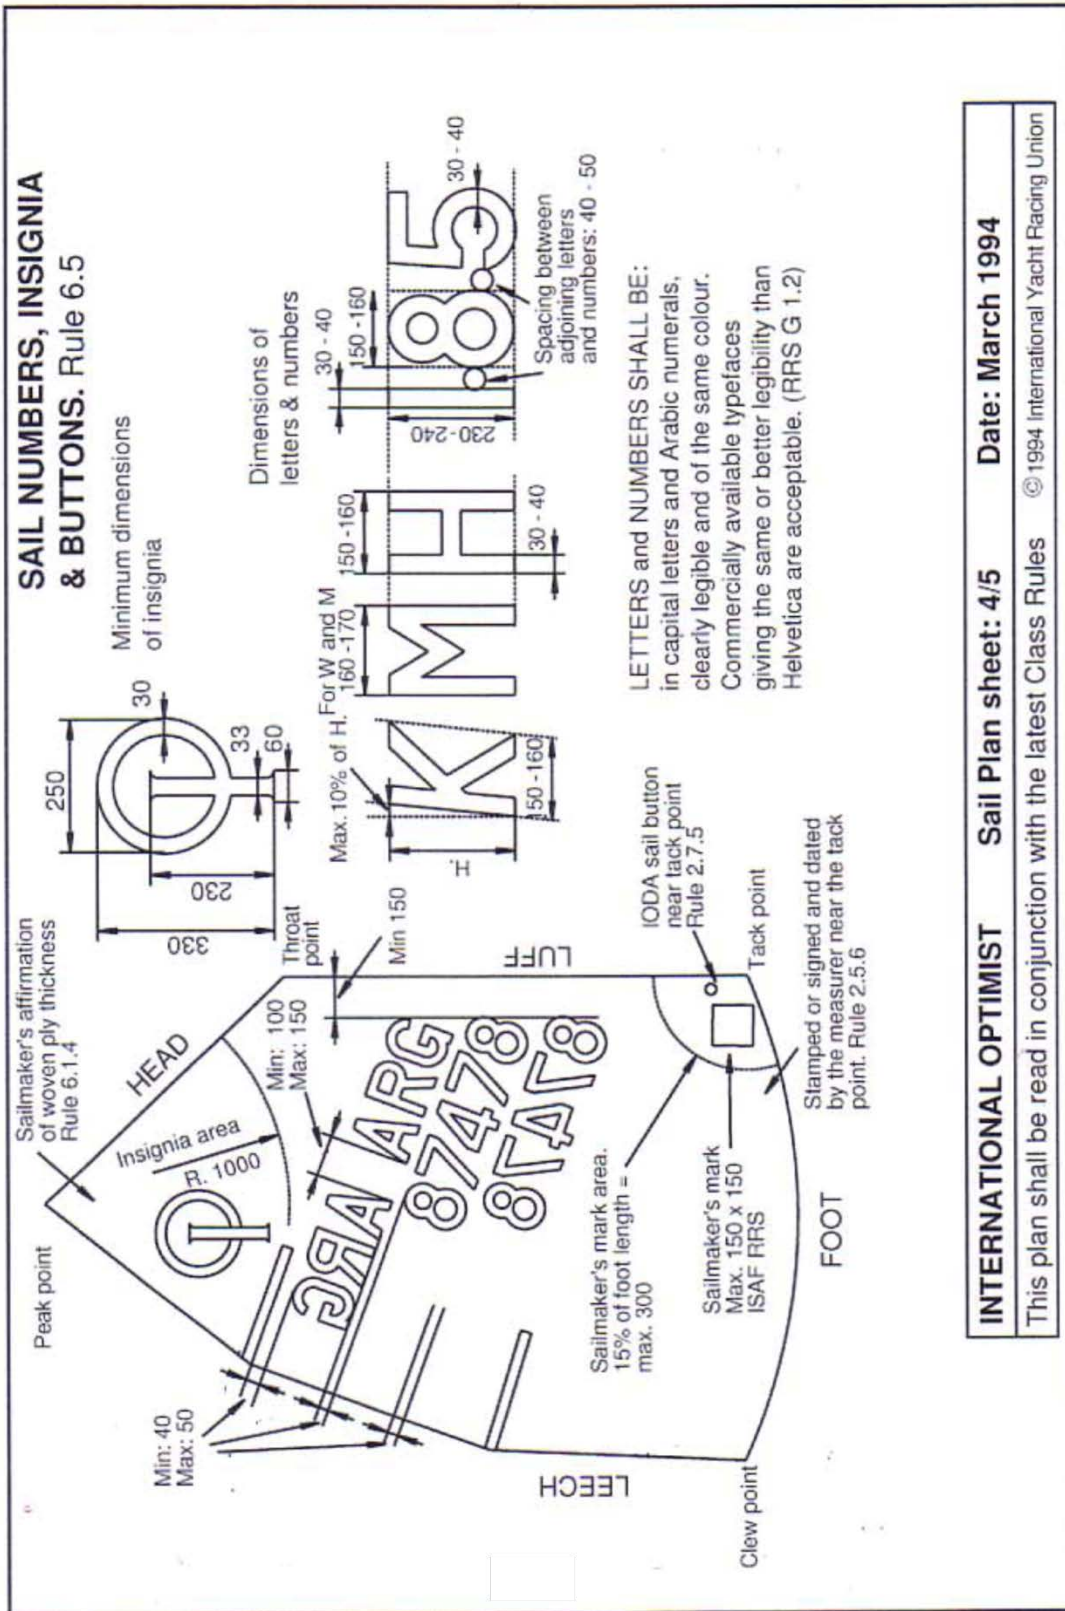 SAIL NUMBERS, INSIGNIA
& BUTTONS. Rule 6.5
Minimum dimensions
of insignia
250
30
33
60
230
330
Dimensions of
letters & numbers
Max. 10% of H.
For W and M
160 -170
150 -160
30 - 40
150 -160
H.
150 -160
30 - 40
230-240
30 - 40
K M H 1 8 5
Spacing between
adjoining letters
and numbers: 40 - 50
LETTERS and NUMBERS SHALL BE:
in capital letters and Arabic numerals,
clearly legible and of the same colour.
Commercially available typefaces
giving the same or better legibility than
Helvetica are acceptable. (RRS G 1.2)
Sailmaker's affirmation
of woven ply thickness
Rule 6.1.4
Peak point
HEAD
Throat
point
Insignia area
R. 1000
Min: 100
Max: 150
Min 150
Min: 40
Max: 50
ARG
ARG
87478
87478
LUFF
LEECH
IODA sail button
near tack point
Rule 2.7.5
Sailmaker's mark area.
15% of foot length =
max. 300
Sailmaker's mark
Max. 150 x 150
ISAF RRS
Tack point
Stamped or signed and dated
by the measurer near the tack
point. Rule 2.5.6
FOOT
Clew point
INTERNATIONAL OPTIMIST Sail Plan sheet: 4/5 Date: March 1994
This plan shall be read in conjunction with the latest Class Rules © 1994 International Yacht Racing Union